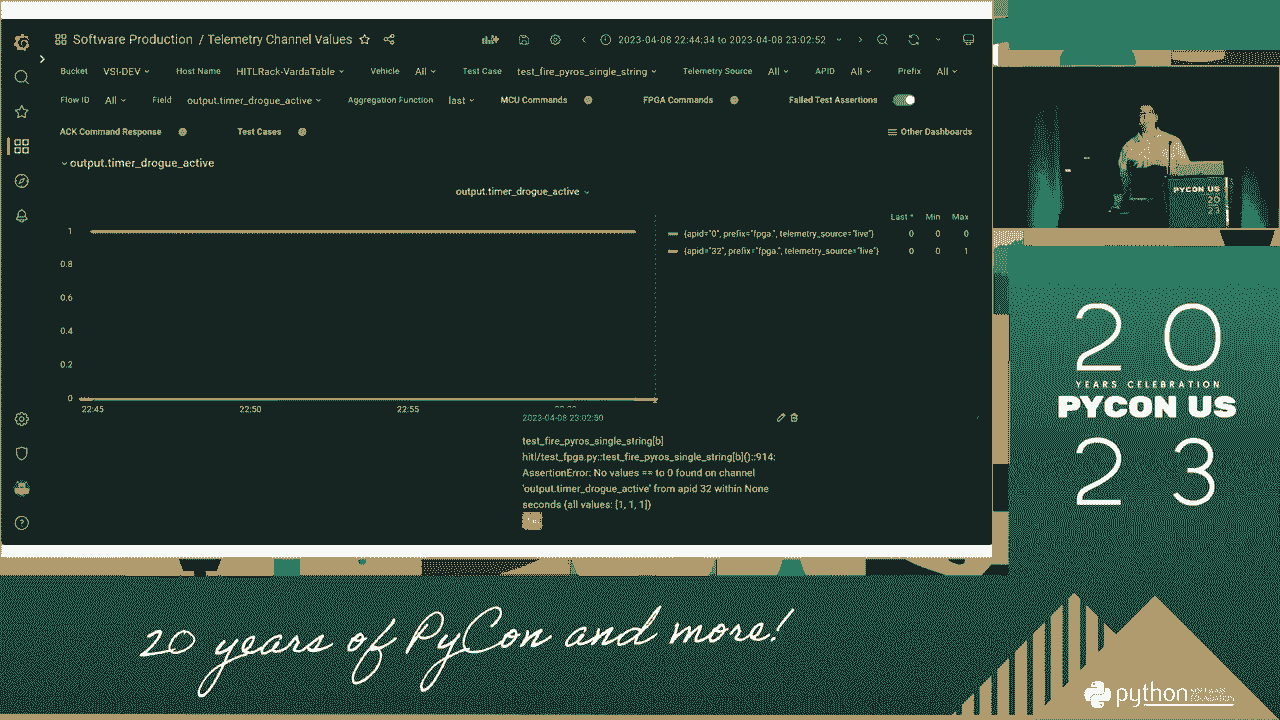 Software Production / Telemetry Channel Values
2023-04-08 22:44:34 to 2023-04-08 23:02:52
Bucket VSI-DEV Host Name HITLRack-VardaTable Vehicle All Test Case test_fire_pyros_single_string Telemetry Source All APID All Prefix All
Flow ID All Field output.timer_drogue_active Aggregation Function last MCU Commands FPGA Commands Failed Test Assertions
ACK Command Response Test Cases Other Dashboards
output.timer_drogue_active
output.timer_drogue_active
Last * Min Max
{apid="0", prefix="fpga.", telemetry_source="live"} 0 0 0
{apid="32", prefix="fpga.", telemetry_source="live"} 0 0 1
1
0.8
0.6
0.4
0.2
0
22:45 22:50 22:55
2023-04-08 23:02:50
test_fire_pyros_single_string[b]
hitl/test_fpga.py::test_fire_pyros_single_string[b]()::914:
AssertionError: No values == to 0 found on channel
'output.timer_drogue_active' from apid 32 within None
seconds (all values: [1, 1, 1])
PYCON US
20
23
20
YEARS CELEBRATION
PYCON US
23
20 years of PyCon and more!
python
SOFTWARE
FOUNDATION